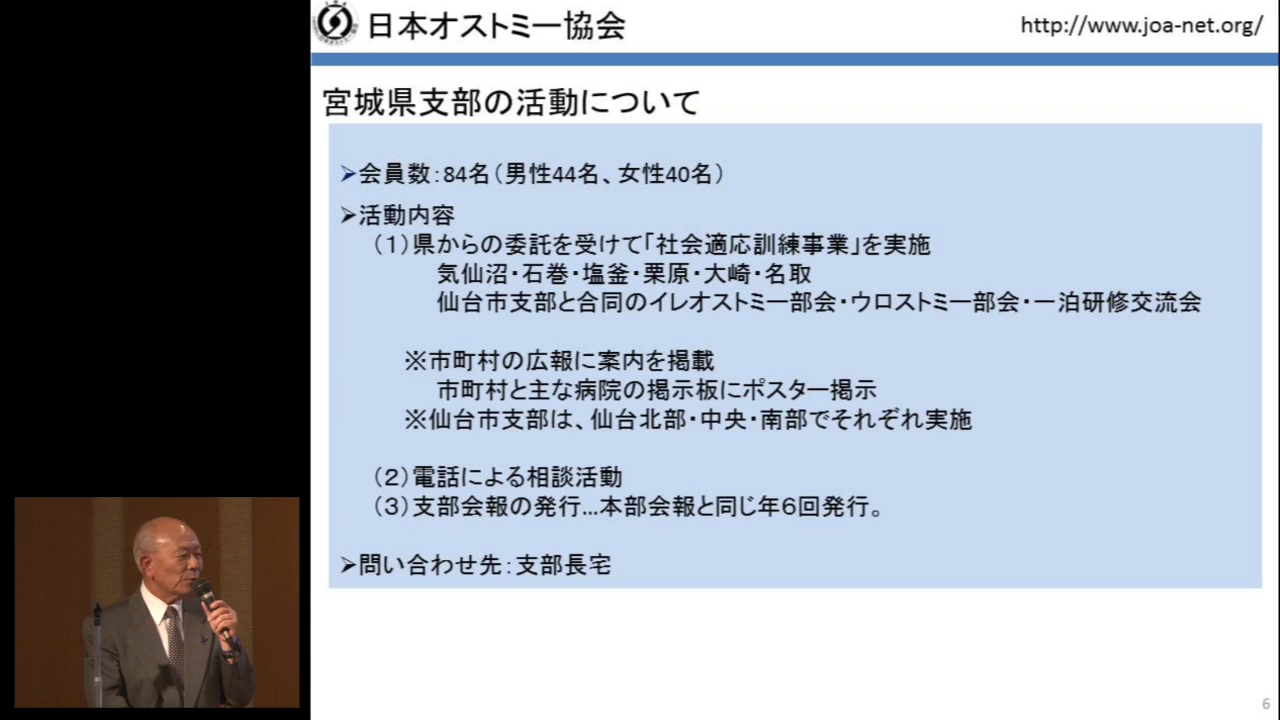 日本オストミー協会
http://www.joa-net.org/
宮城県支部の活動について
➢会員数：84名（男性44名、女性40名）
➢活動内容
（１）県からの委託を受けて「社会適応訓練事業」を実施
気仙沼・石巻・塩釜・栗原・大崎・名取
仙台市支部と合同のイレオストミー部会・ウロストミー部会・一泊研修交流会
※市町村の広報に案内を掲載
市町村と主な病院の掲示板にポスター掲示
※仙台市支部は、仙台北部・中央・南部でそれぞれ実施
（２）電話による相談活動
（３）支部会報の発行…本部会報と同じ年６回発行。
➢問い合わせ先：支部長宅
6